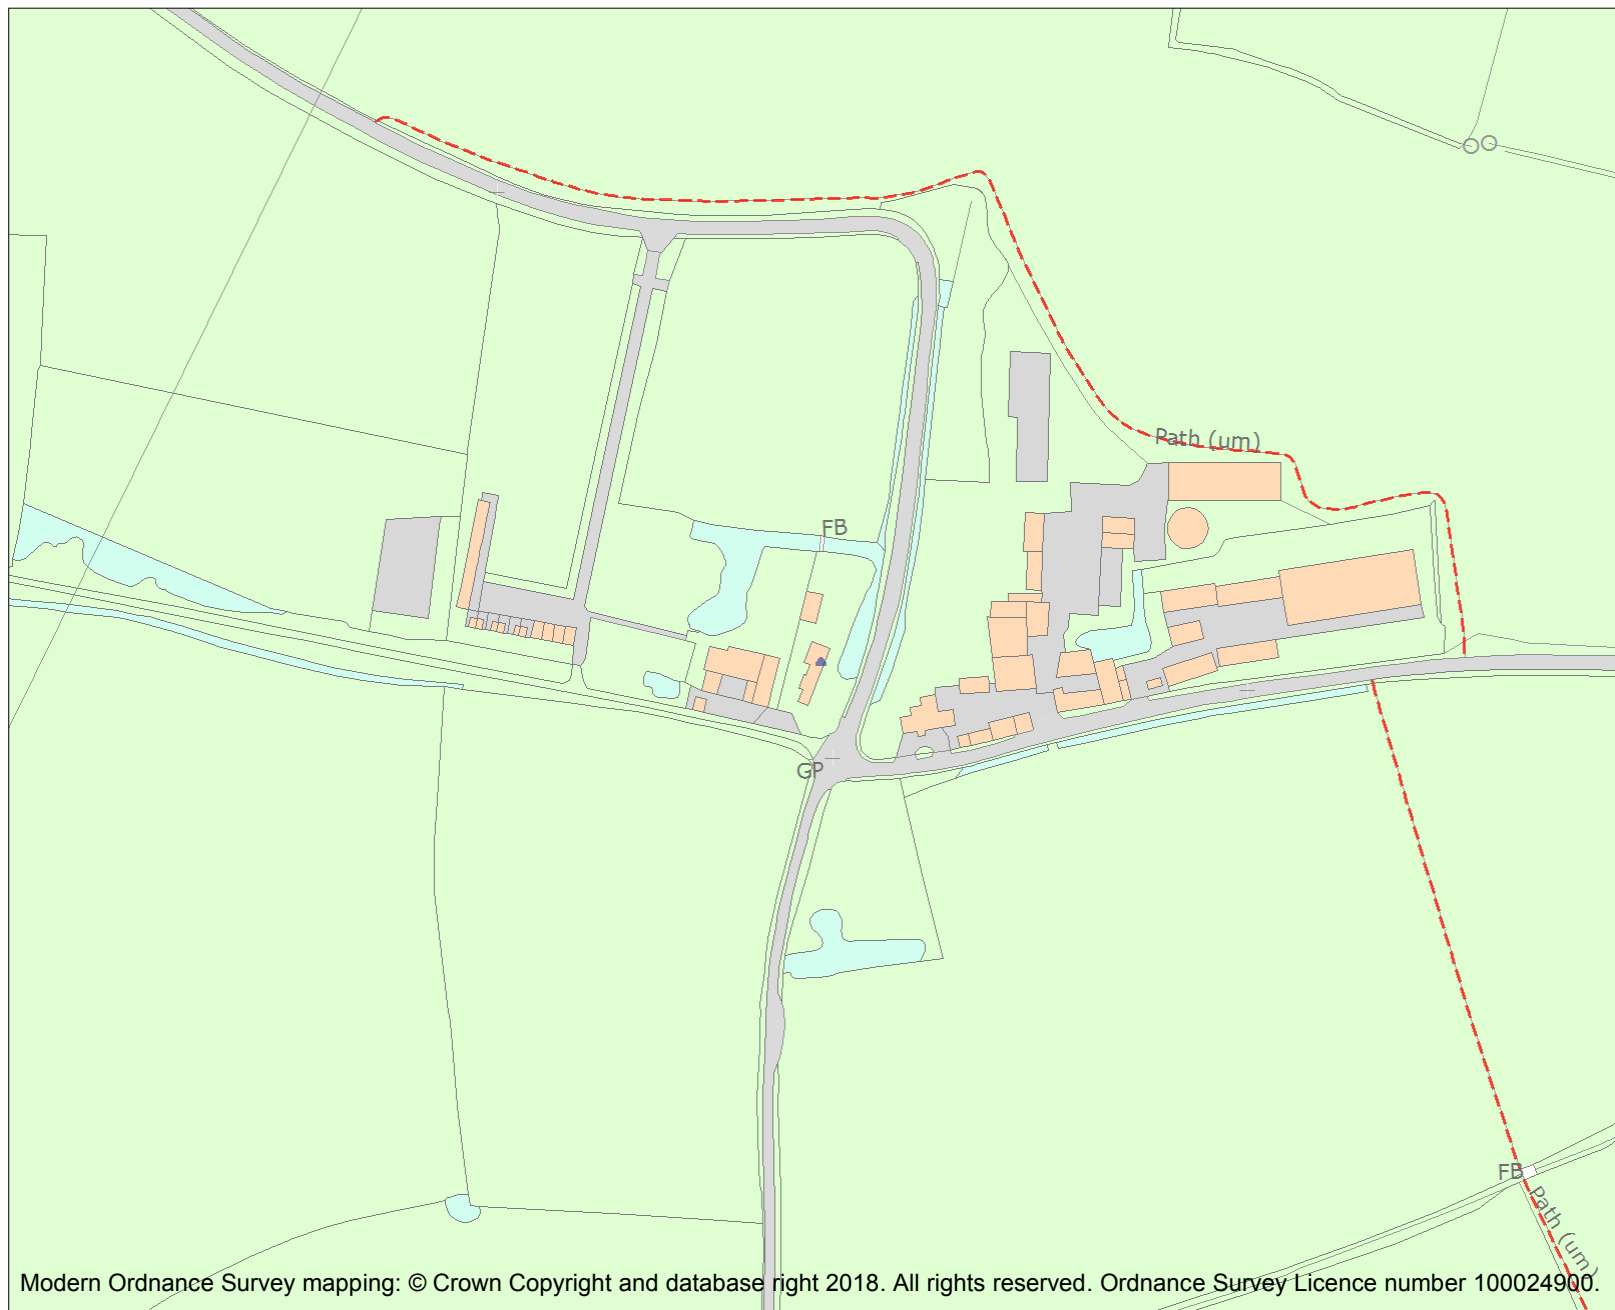 Path (um)
FB
GP
FB
Path (um)
Modern Ordnance Survey mapping: © Crown Copyright and database right 2018. All rights reserved. Ordnance Survey Licence number 100024900.